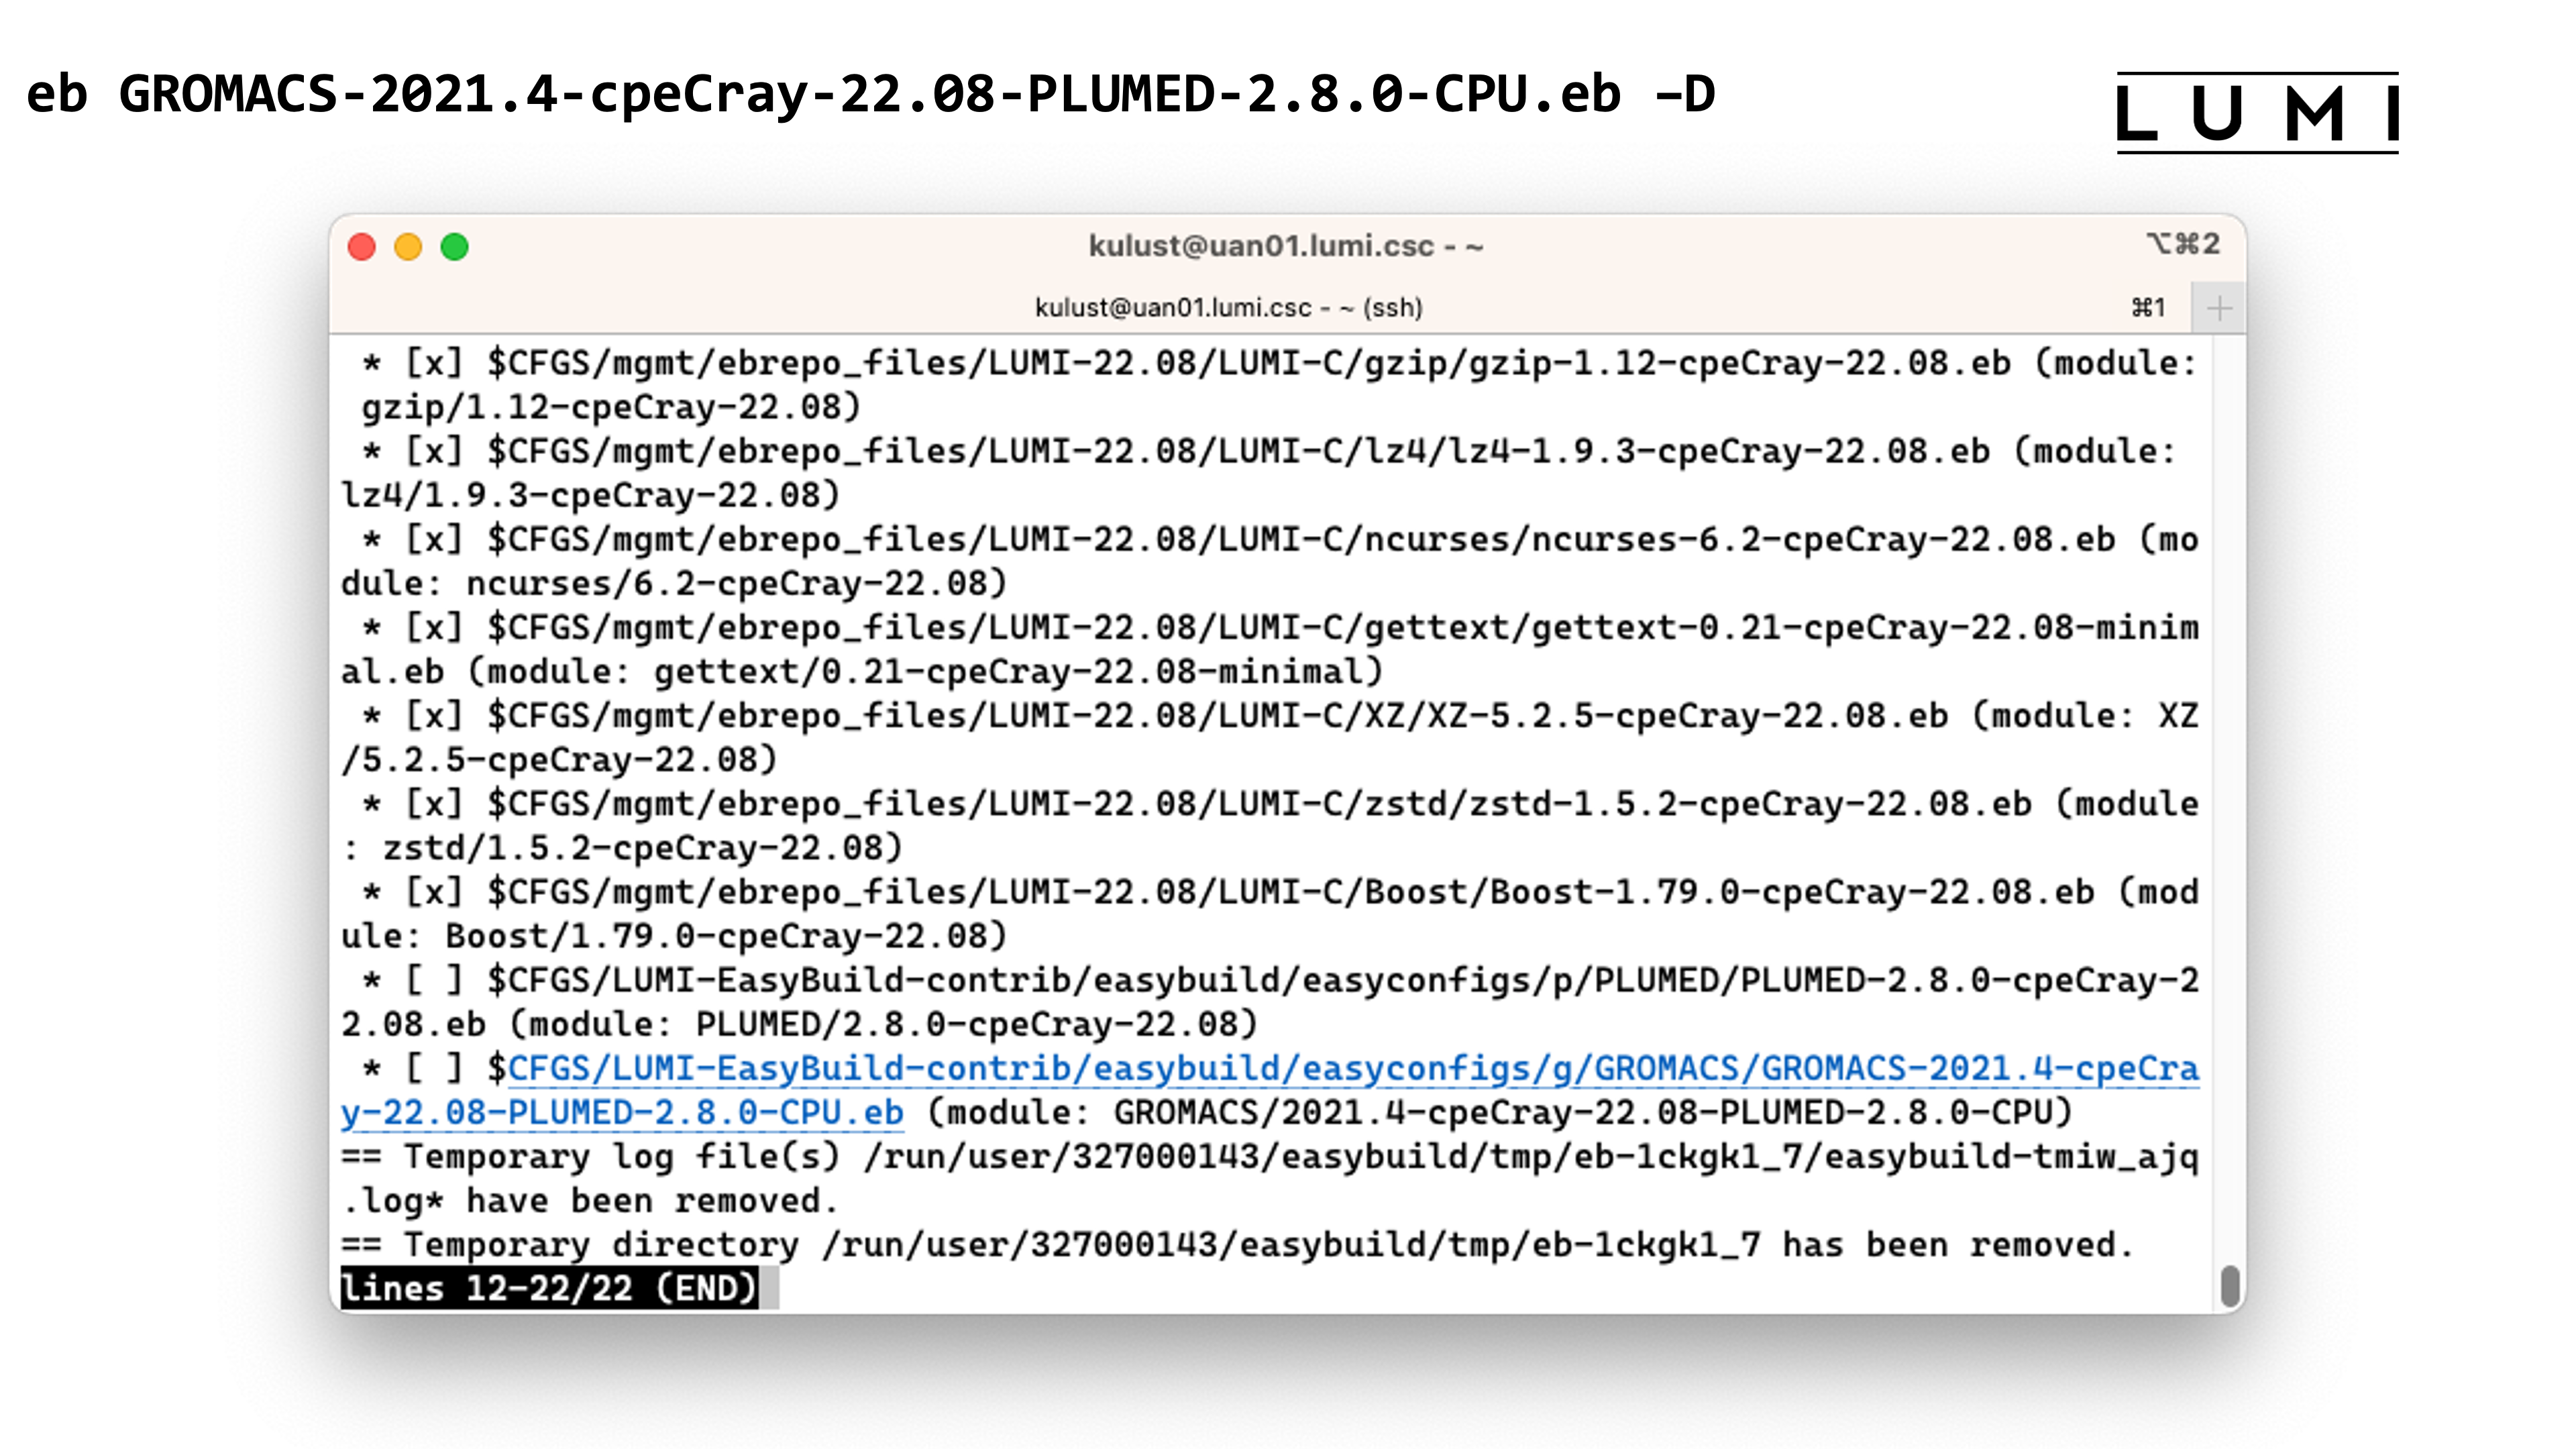 eb GROMACS-2021.4-cpeCray-22.08-PLUMED-2.8.0-CPU.eb –D
LUMI
kulust@uan01.lumi.csc - ~
⌥⌘2
kulust@uan01.lumi.csc - ~ (ssh)
⌘1
+
* [x] $CFGS/mgmt/ebrepo_files/LUMI-22.08/LUMI-C/gzip/gzip-1.12-cpeCray-22.08.eb (module:
gzip/1.12-cpeCray-22.08)
* [x] $CFGS/mgmt/ebrepo_files/LUMI-22.08/LUMI-C/lz4/lz4-1.9.3-cpeCray-22.08.eb (module:
lz4/1.9.3-cpeCray-22.08)
* [x] $CFGS/mgmt/ebrepo_files/LUMI-22.08/LUMI-C/ncurses/ncurses-6.2-cpeCray-22.08.eb (mo
dule: ncurses/6.2-cpeCray-22.08)
* [x] $CFGS/mgmt/ebrepo_files/LUMI-22.08/LUMI-C/gettext/gettext-0.21-cpeCray-22.08-minim
al.eb (module: gettext/0.21-cpeCray-22.08-minimal)
* [x] $CFGS/mgmt/ebrepo_files/LUMI-22.08/LUMI-C/XZ/XZ-5.2.5-cpeCray-22.08.eb (module: XZ
/5.2.5-cpeCray-22.08)
* [x] $CFGS/mgmt/ebrepo_files/LUMI-22.08/LUMI-C/zstd/zstd-1.5.2-cpeCray-22.08.eb (module
: zstd/1.5.2-cpeCray-22.08)
* [x] $CFGS/mgmt/ebrepo_files/LUMI-22.08/LUMI-C/Boost/Boost-1.79.0-cpeCray-22.08.eb (mod
ule: Boost/1.79.0-cpeCray-22.08)
* [ ] $CFGS/LUMI-EasyBuild-contrib/easybuild/easyconfigs/p/PLUMED/PLUMED-2.8.0-cpeCray-2
2.08.eb (module: PLUMED/2.8.0-cpeCray-22.08)
* [ ] $CFGS/LUMI-EasyBuild-contrib/easybuild/easyconfigs/g/GROMACS/GROMACS-2021.4-cpeCra
y-22.08-PLUMED-2.8.0-CPU.eb (module: GROMACS/2021.4-cpeCray-22.08-PLUMED-2.8.0-CPU)
== Temporary log file(s) /run/user/327000143/easybuild/tmp/eb-1ckgk1_7/easybuild-tmiw_ajq
.log* have been removed.
== Temporary directory /run/user/327000143/easybuild/tmp/eb-1ckgk1_7 has been removed.
lines 12-22/22 (END)